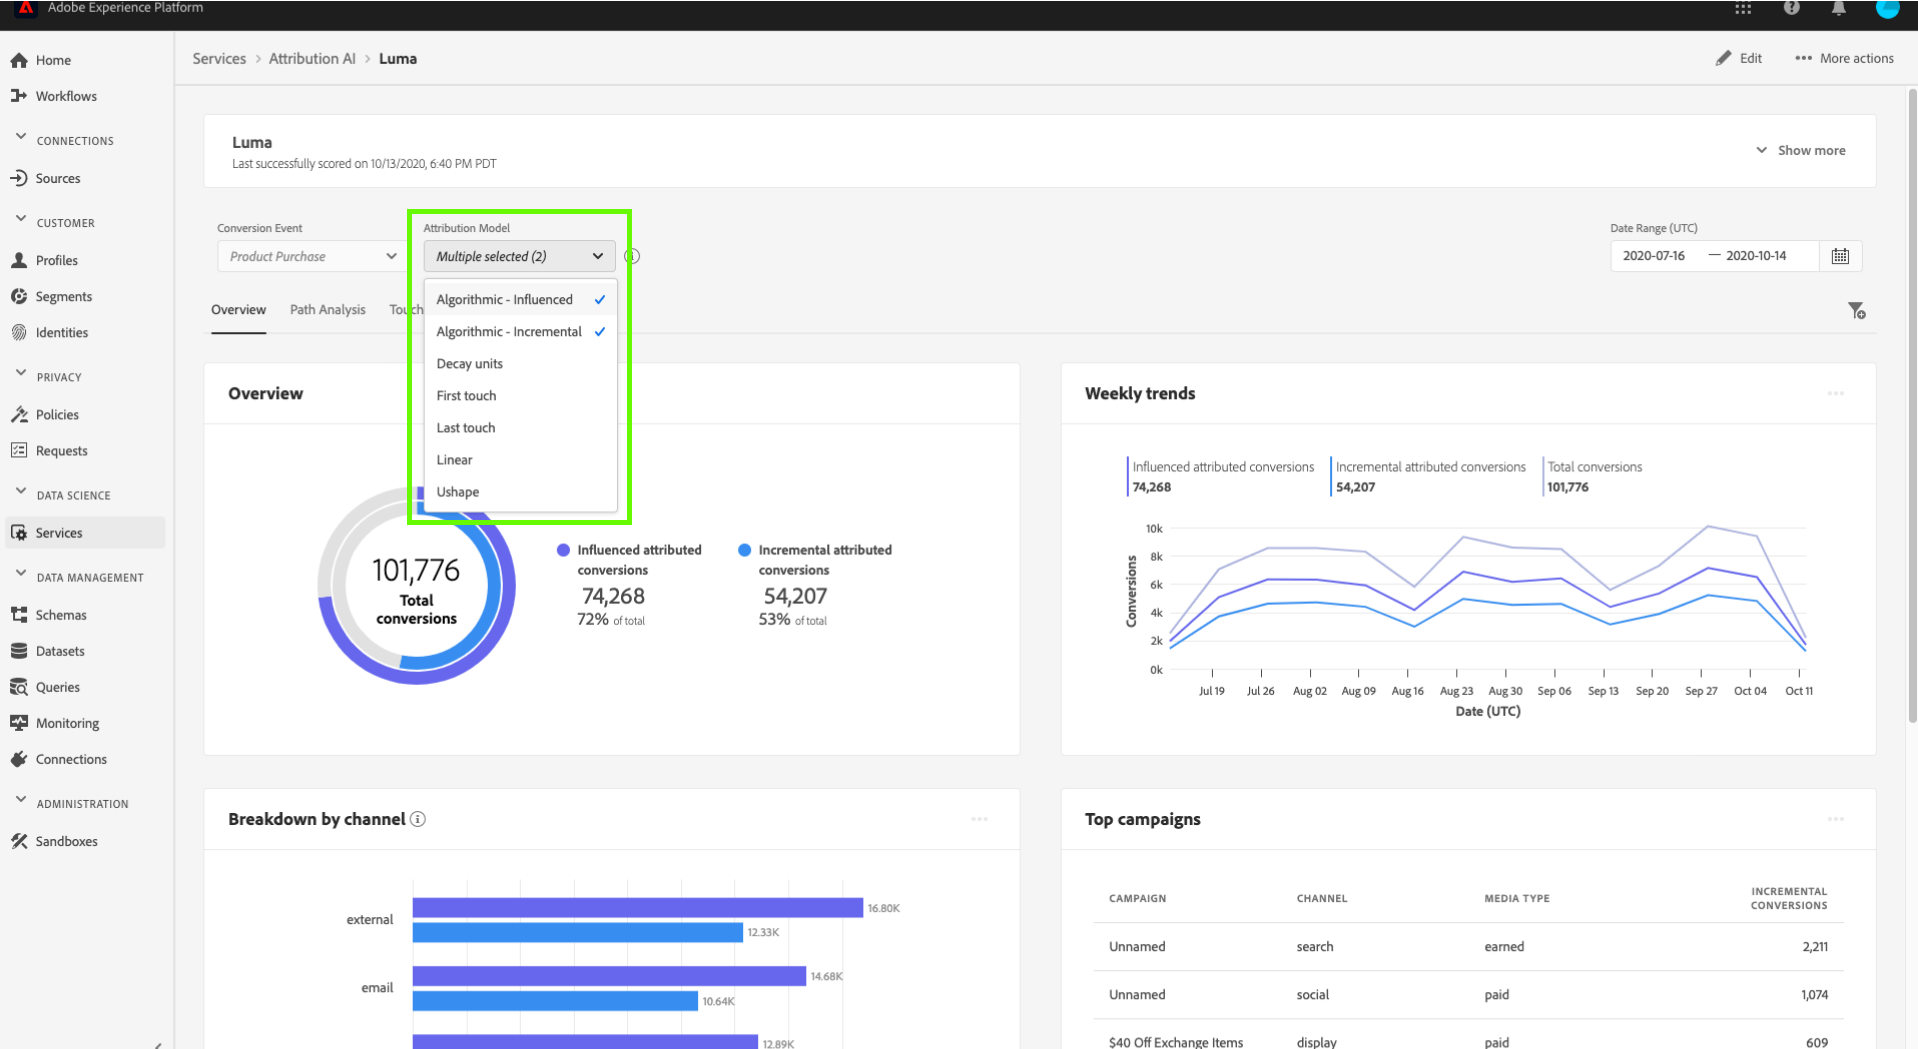 Adobe Experience Platform
Home
Workflows
CONNECTIONS
Sources
CUSTOMER
Profiles
Segments
Identities
PRIVACY
Policies
Requests
DATA SCIENCE
Services
DATA MANAGEMENT
Schemas
Datasets
Queries
Monitoring
Connections
ADMINISTRATION
Sandboxes
Services > Attribution AI > Luma
Edit
More actions
Luma
Last successfully scored on 10/13/2020, 6:40 PM PDT
Show more
Conversion Event
Product Purchase
Attribution Model
Multiple selected (2)
Algorithmic - Influenced
Algorithmic - Incremental
Decay units
First touch
Last touch
Linear
Ushape
Date Range (UTC)
2020-07-16 — 2020-10-14
Overview Path Analysis Touch
Overview
101,776
Total
conversions
Influenced attributed
conversions
74,268
72% of total
Incremental attributed
conversions
54,207
53% of total
Weekly trends
Influenced attributed conversions
74,268
Incremental attributed conversions
54,207
Total conversions
101,776
Conversions
10k
8k
6k
4k
2k
0k
Jul 19 Jul 26 Aug 02 Aug 09 Aug 16 Aug 23 Aug 30 Sep 06 Sep 13 Sep 20 Sep 27 Oct 04 Oct 11
Date (UTC)
Breakdown by channel
external
16.80K
12.33K
email
14.68K
10.64K
12.89K
Top campaigns
CAMPAIGN CHANNEL MEDIA TYPE INCREMENTAL
CONVERSIONS
Unnamed search earned 2,211
Unnamed social paid 1,074
$40 Off Exchange Items display paid 609